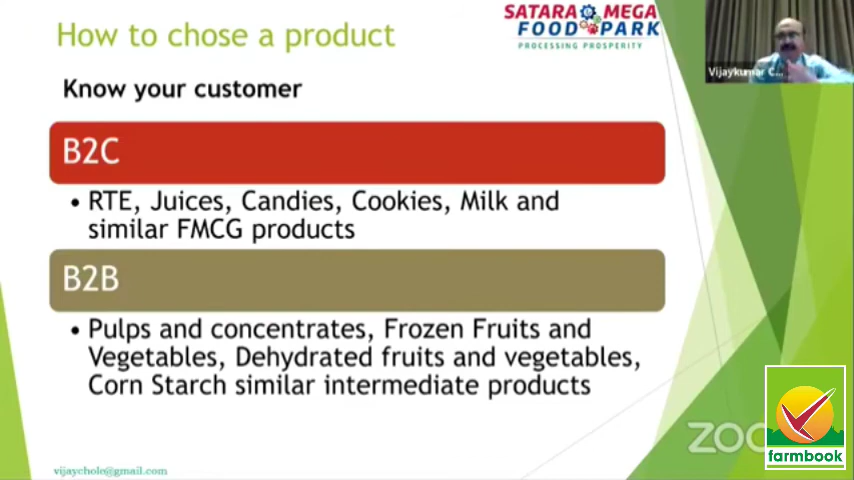 How to chose a product
SATARA MEGA
FOOD PARK
PROCESSING PROSPERITY
Vijaykumar C...
Know your customer
B2C
• RTE, Juices, Candies, Cookies, Milk and
similar FMCG products
B2B
• Pulps and concentrates, Frozen Fruits and
Vegetables, Dehydrated fruits and vegetables,
Corn Starch similar intermediate products
zoo
farmbook
vijaychole@gmail.com